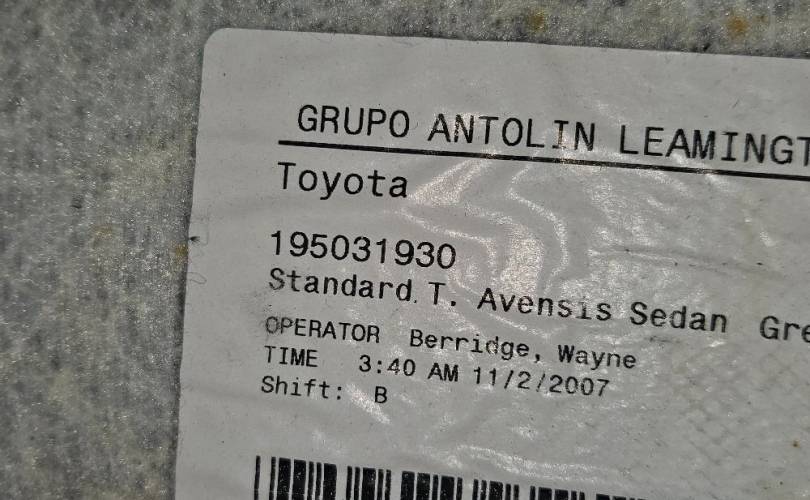 GRUPO ANTOLIN LEAMINGT
Toyota
195031930
Standard T. Avensis Sedan Gre
OPERATOR Berridge, Wayne
TIME 3:40 AM 11/2/2007
Shift: B